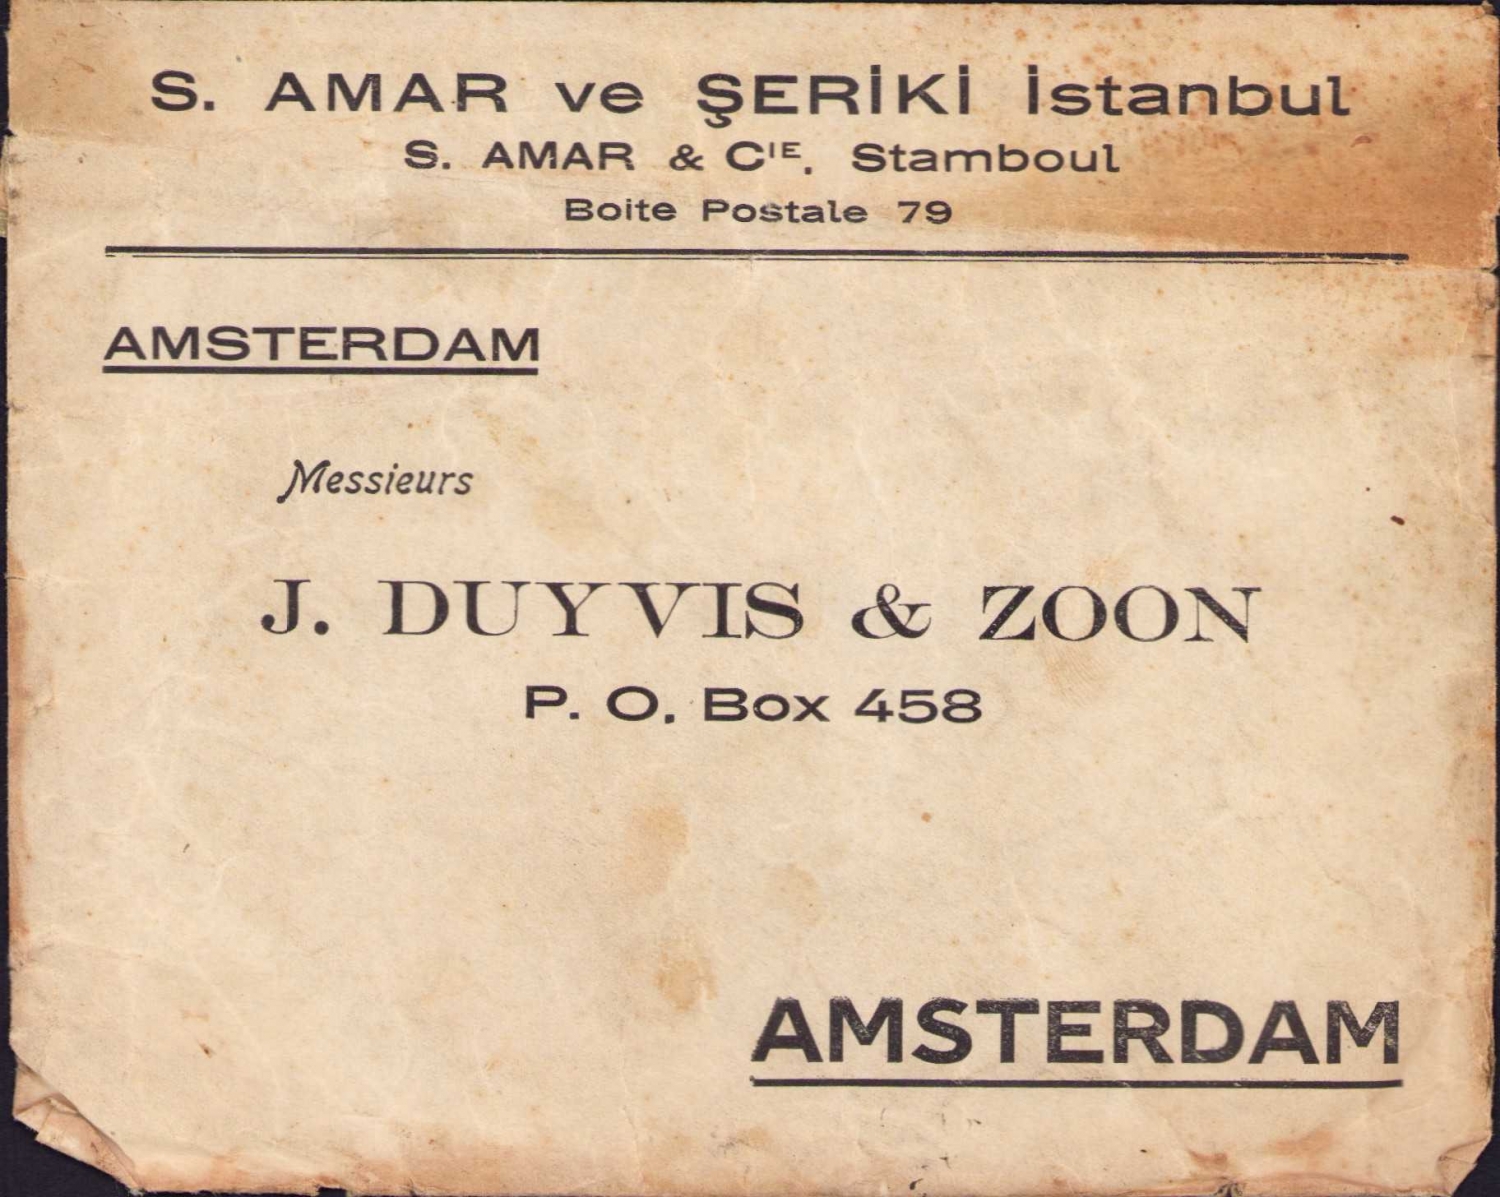 S. AMAR ve ŞERİKİ İstanbul
S. AMAR & Cᴵᴱ. Stamboul
Boite Postale 79
AMSTERDAM
Messieurs
J. DUYVIS & ZOON
P. O. Box 458
AMSTERDAM